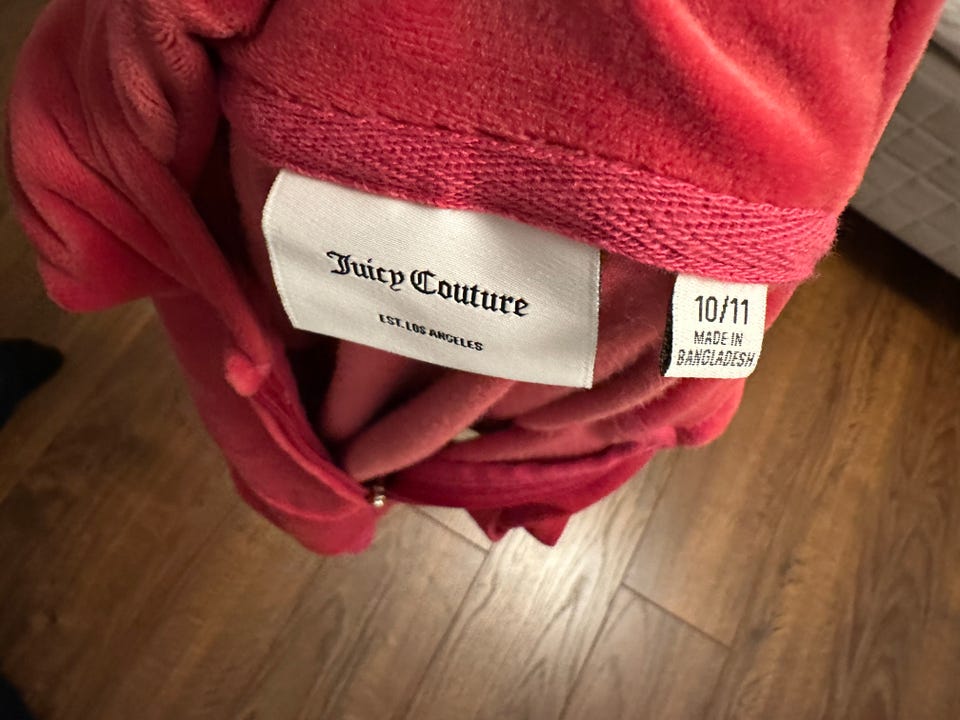 Juicy Couture
EST. LOS ANGELES
10/11
MADE IN
BANGLADESH